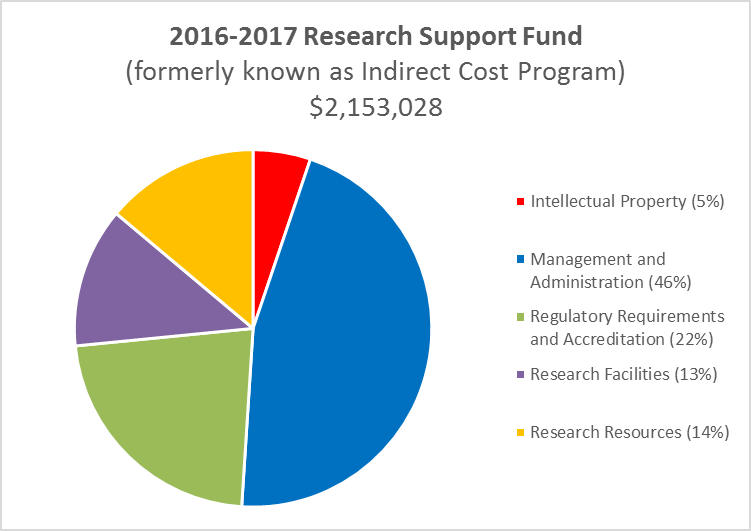 2016-2017 Research Support Fund
(formerly known as Indirect Cost Program)
$2,153,028
Intellectual Property (5%)
Management and
Administration (46%)
Regulatory Requirements
and Accreditation (22%)
Research Facilities (13%)
Research Resources (14%)